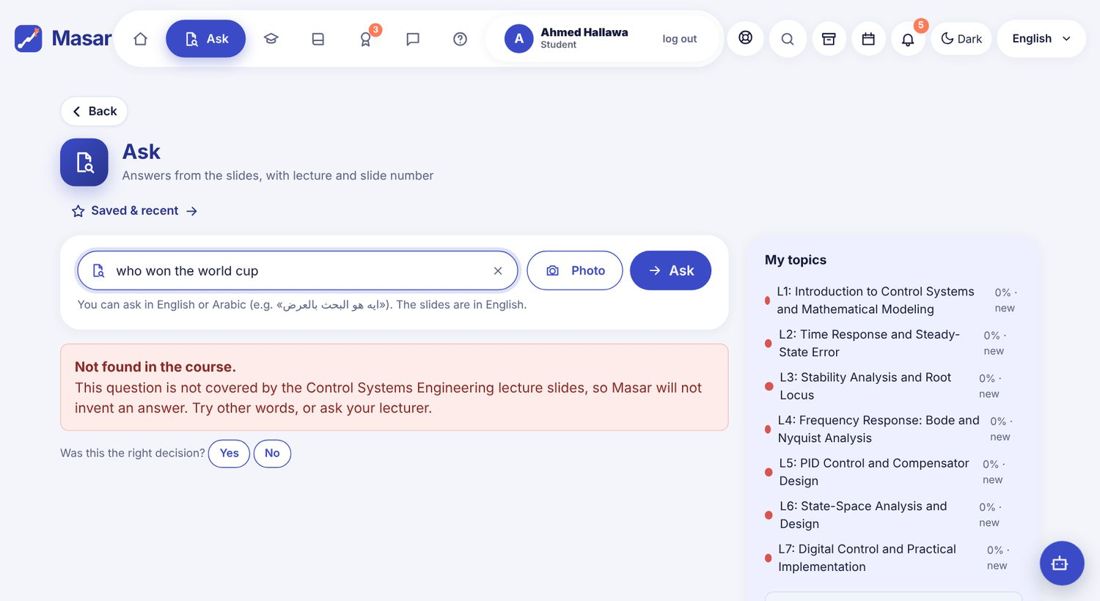 Masar
Ask
3
A
Ahmed Hallawa
Student
log out
5
Dark
English
Back
Ask
Answers from the slides, with lecture and slide number
Saved & recent
who won the world cup
Photo
Ask
You can ask in English or Arabic (e.g. «ايه هو البحث بالعرض»). The slides are in English.
Not found in the course.
This question is not covered by the Control Systems Engineering lecture slides, so Masar will not
invent an answer. Try other words, or ask your lecturer.
Was this the right decision?
Yes
No
My topics
L1: Introduction to Control Systems
and Mathematical Modeling
0% ·
new
L2: Time Response and Steady-
State Error
0% ·
new
L3: Stability Analysis and Root
Locus
0% ·
new
L4: Frequency Response: Bode and
Nyquist Analysis
0% ·
new
L5: PID Control and Compensator
Design
0% ·
new
L6: State-Space Analysis and
Design
0% ·
new
L7: Digital Control and Practical
Implementation
0% ·
new